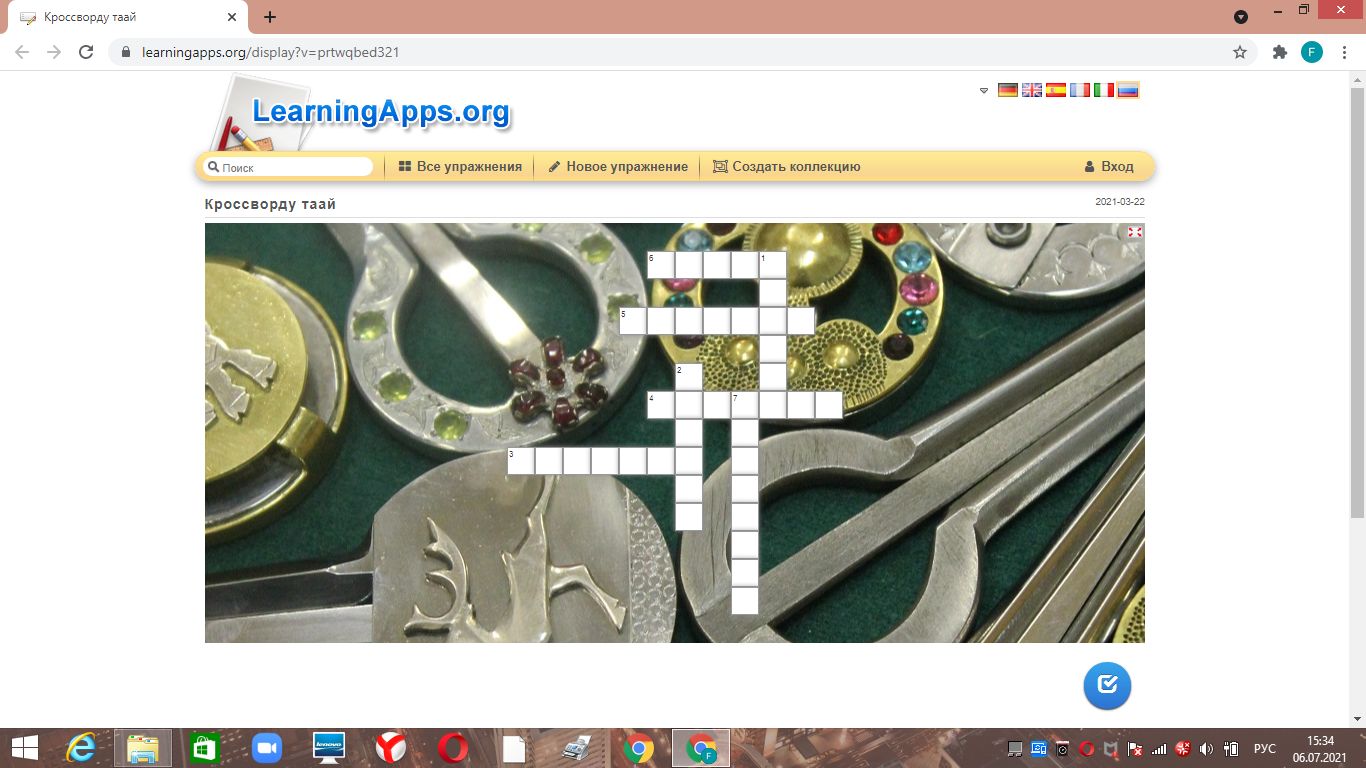 Кроссворду таай
learningapps.org/display?v=prtwqbed321
F
LearningApps.org
Поиск
Все упражнения
Новое упражнение
Создать коллекцию
Вход
Кроссворду таай
2021-03-22
6 1
5
2
4 7
3
lenovo
F
РУС
15:34
06.07.2021